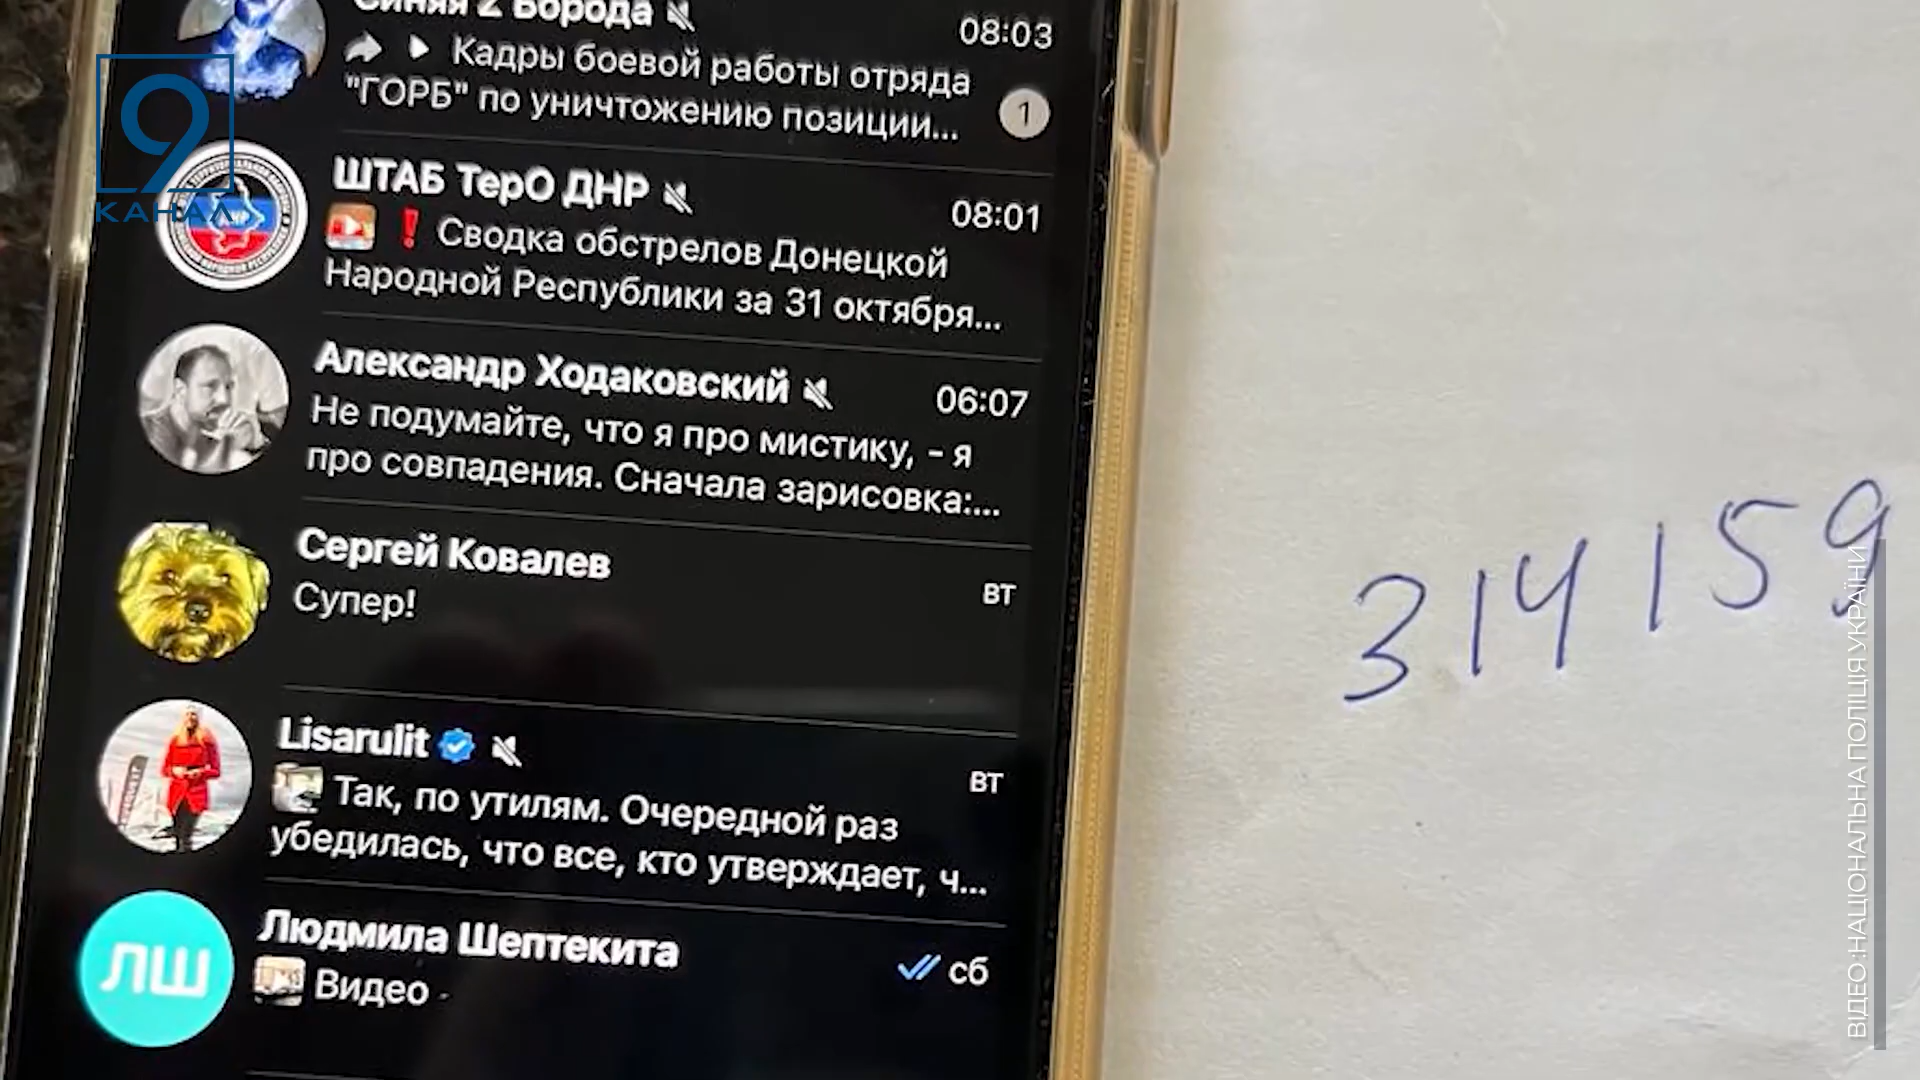 Синяя Z Борода 08:03
Кадры боевой работы отряда
"ГОРБ" по уничтожению позиции... 1
ШТАБ ТерО ДНР 08:01
Сводка обстрелов Донецкой
Народной Республики за 31 октября...
Александр Ходаковский 06:07
Не подумайте, что я про мистику, - я
про совпадения. Сначала зарисовка:...
Сергей Ковалев вт
Супер!
Lisarulit вт
Так, по утилям. Очередной раз
убедилась, что все, кто утверждает, ч...
ЛШ
Людмила Шептекита сб
Видео
314159
9
КАНАЛ
ВІДЕО:НАЦІОНАЛЬНА ПОЛІЦІЯ УКРАЇНИ